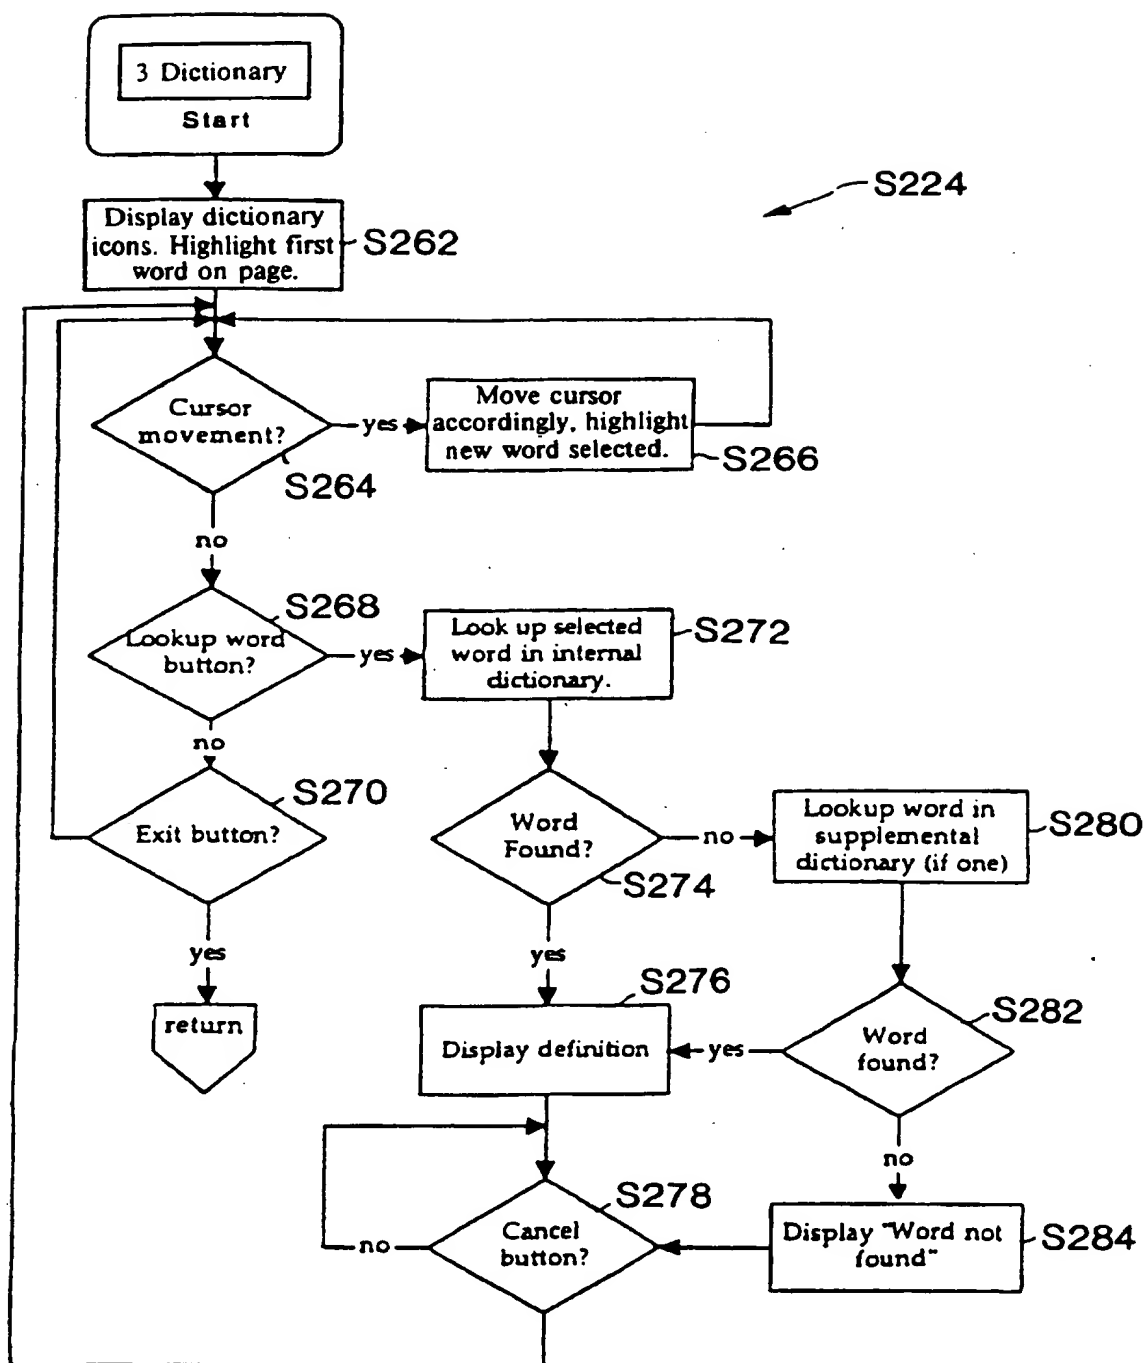 3 Dictionary
Start
S224
Display dictionary
icons. Highlight first
word on page.
S262
Cursor
movement?
S264
yes
Move cursor
accordingly, highlight
new word selected.
S266
no
Lookup word
button?
S268
yes
Look up selected
word in internal
dictionary.
S272
no
Exit button?
S270
yes
return
Word
Found?
S274
no
Lookup word in
supplemental
dictionary (if one)
S280
yes
Display definition
S276
yes
Word
found?
S282
no
Display "Word not
found"
S284
Cancel
button?
S278
no